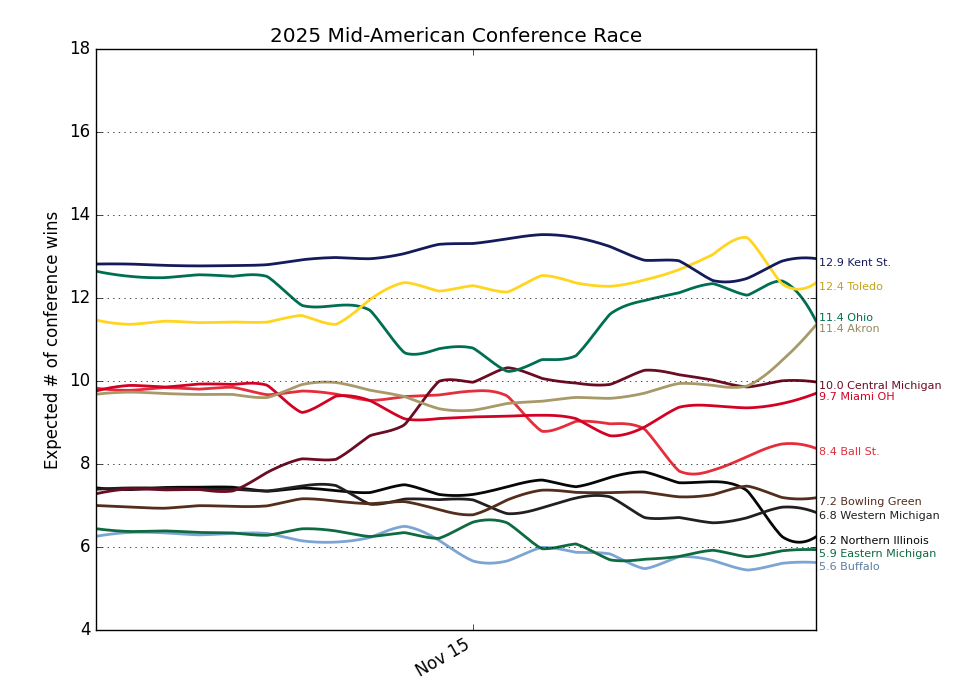 2025 Mid-American Conference Race
Expected # of conference wins
18
16
14
12
10
8
6
4
Nov 15
12.9 Kent St.
12.4 Toledo
11.4 Ohio
11.4 Akron
10.0 Central Michigan
9.7 Miami OH
8.4 Ball St.
7.2 Bowling Green
6.8 Western Michigan
6.2 Northern Illinois
5.9 Eastern Michigan
5.6 Buffalo